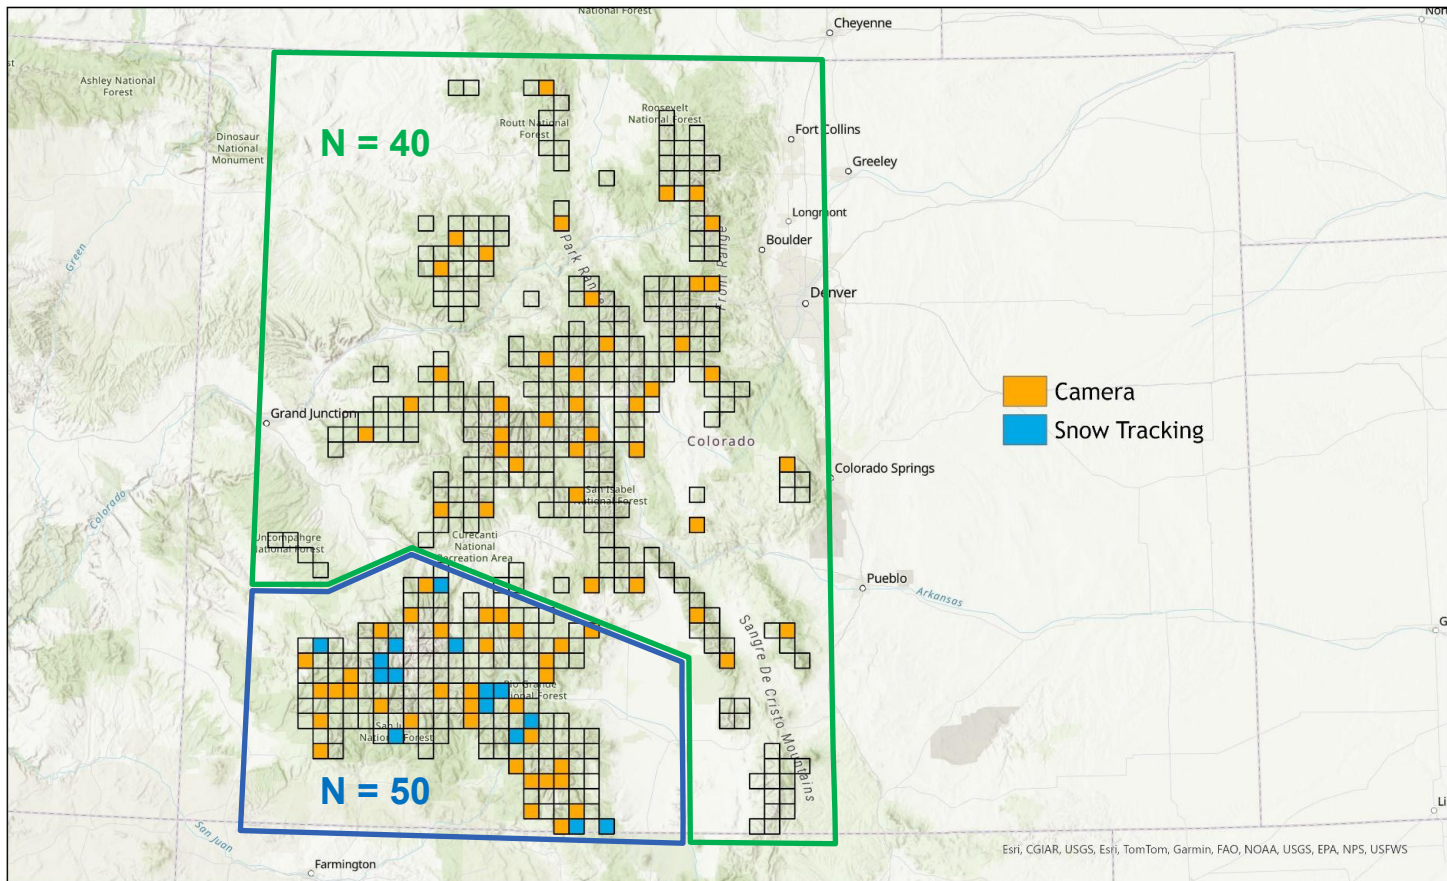 National Forest
Cheyenne
Ashley National
Forest
Roosevelt
National Forest
Routt National
Forest
N = 40
Dinosaur
National
Monument
Fort Collins
Greeley
Longmont
Boulder
Green
Park Range
Front Range
Denver
Camera
Snow Tracking
Grand Junction
Colorado
Colorado Springs
Colorado
San Isabel
National Forest
Uncompahgre
National Forest
Curecanti
National
Recreation Area
Pueblo
Arkansas
Sangre De Cristo Mountains
Rio Grande
National Forest
San Juan
National Forest
N = 50
San Juan
Farmington
Esri, CGIAR, USGS, Esri, TomTom, Garmin, FAO, NOAA, USGS, EPA, NPS, USFWS